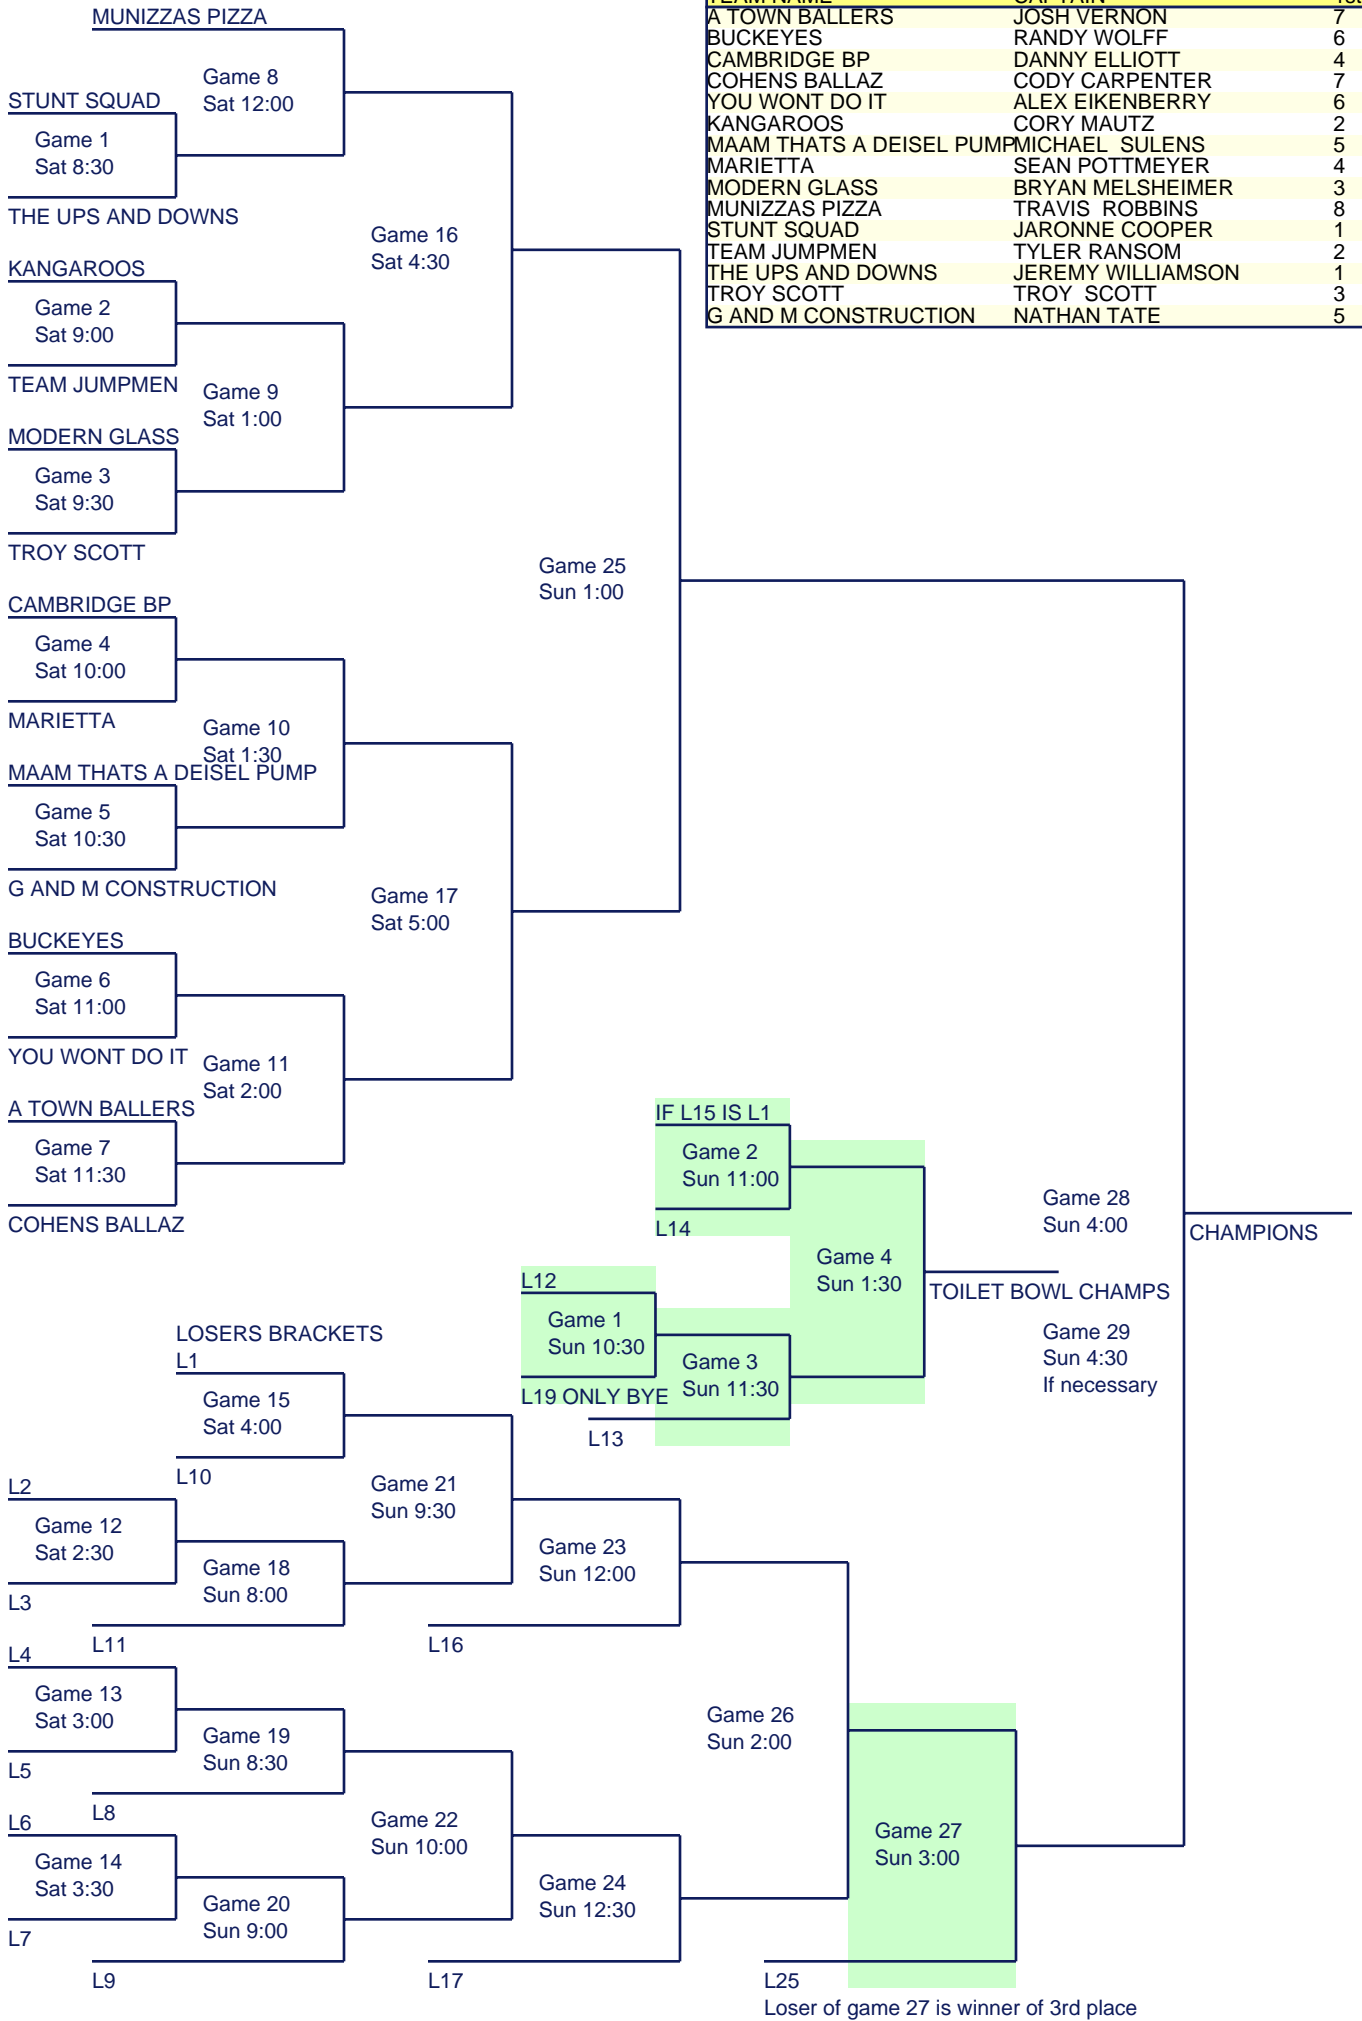 MUNIZZAS PIZZA
Game 8
Sat 12:00
STUNT SQUAD
Game 1
Sat 8:30
THE UPS AND DOWNS
Game 16
Sat 4:30
KANGAROOS
Game 2
Sat 9:00
TEAM JUMPMEN
Game 9
Sat 1:00
MODERN GLASS
Game 3
Sat 9:30
TROY SCOTT
Game 25
Sun 1:00
CAMBRIDGE BP
Game 4
Sat 10:00
MARIETTA
Game 10
Sat 1:30
MAAM THATS A DEISEL PUMP
Game 5
Sat 10:30
G AND M CONSTRUCTION
Game 17
Sat 5:00
BUCKEYES
Game 6
Sat 11:00
YOU WONT DO IT
Game 11
Sat 2:00
A TOWN BALLERS
Game 7
Sat 11:30
COHENS BALLAZ
TEAM NAME CAPTAIN
A TOWN BALLERS JOSH VERNON 7
BUCKEYES RANDY WOLFF 6
CAMBRIDGE BP DANNY ELLIOTT 4
COHENS BALLAZ CODY CARPENTER 7
YOU WONT DO IT ALEX EIKENBERRY 6
KANGAROOS CORY MAUTZ 2
MAAM THATS A DEISEL PUMP MICHAEL SULENS 5
MARIETTA SEAN POTTMEYER 4
MODERN GLASS BRYAN MELSHEIMER 3
MUNIZZAS PIZZA TRAVIS ROBBINS 8
STUNT SQUAD JARONNE COOPER 1
TEAM JUMPMEN TYLER RANSOM 2
THE UPS AND DOWNS JEREMY WILLIAMSON 1
TROY SCOTT TROY SCOTT 3
G AND M CONSTRUCTION NATHAN TATE 5
IF L15 IS L1
Game 2
Sun 11:00
L14
Game 4
Sun 1:30
L12
Game 1
Sun 10:30
L19 ONLY BYE
Game 3
Sun 11:30
L13
TOILET BOWL CHAMPS
Game 28
Sun 4:00
CHAMPIONS
Game 29
Sun 4:30
If necessary
LOSERS BRACKETS
L1
Game 15
Sat 4:00
L10
Game 21
Sun 9:30
L2
Game 12
Sat 2:30
L3
Game 18
Sun 8:00
L11
Game 23
Sun 12:00
L16
L4
Game 13
Sat 3:00
L5
Game 19
Sun 8:30
L8
Game 26
Sun 2:00
L6
Game 14
Sat 3:30
L7
Game 22
Sun 10:00
Game 20
Sun 9:00
L9
Game 24
Sun 12:30
L17
Game 27
Sun 3:00
L25
Loser of game 27 is winner of 3rd place